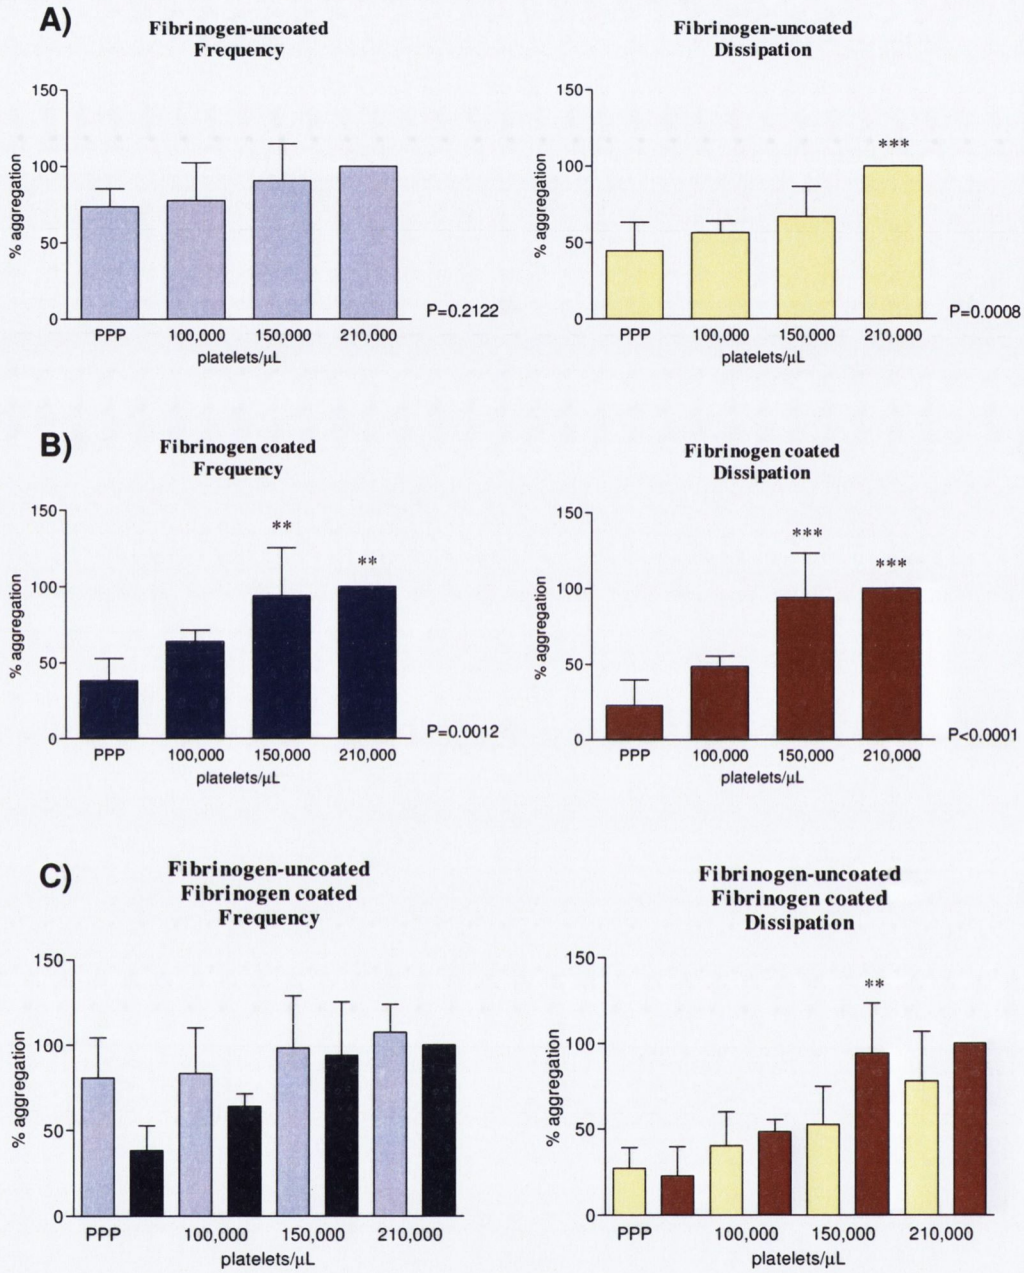 A)
Fibrinogen-uncoated
Frequency
150
100
50
0
% aggregation
PPP 100,000 150,000 210,000
platelets/µL
P=0.2122
Fibrinogen-uncoated
Dissipation
150
100
50
0
% aggregation
***
PPP 100,000 150,000 210,000
platelets/µL
P=0.0008
B)
Fibrinogen coated
Frequency
150
100
50
0
% aggregation
**
**
PPP 100,000 150,000 210,000
platelets/µL
P=0.0012
Fibrinogen coated
Dissipation
150
100
50
0
% aggregation
***
***
PPP 100,000 150,000 210,000
platelets/µL
P<0.0001
C)
Fibrinogen-uncoated
Fibrinogen coated
Frequency
150
100
50
0
% aggregation
PPP 100,000 150,000 210,000
platelets/µL
Fibrinogen-uncoated
Fibrinogen coated
Dissipation
150
100
50
0
% aggregation
**
PPP 100,000 150,000 210,000
platelets/µL